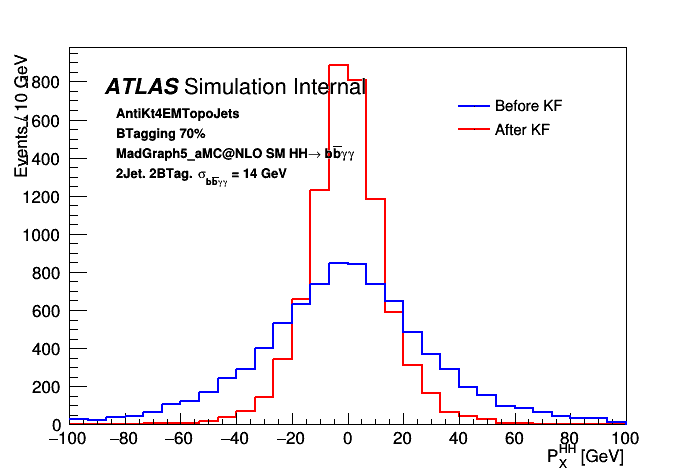 Events / 10 GeV
ATLAS Simulation Internal
AntiKt4EMTopoJets
BTagging 70%
MadGraph5_aMC@NLO SM HH→ bb̅γγ
2Jet. 2BTag. σbb̅γγ = 14 GeV
Before KF
After KF
1800
1600
1400
1200
1000
800
600
400
200
0
−100 −80 −60 −40 −20 0 20 40 60 80 100
P_X^HH [GeV]